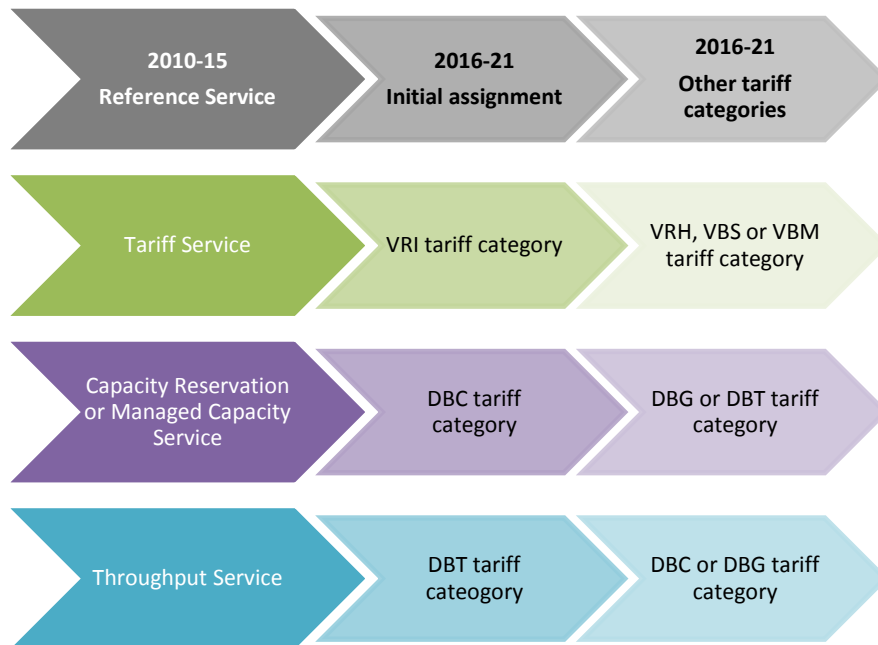 2010-15
Reference Service
2016-21
Initial assignment
2016-21
Other tariff
categories
Tariff Service
VRI tariff category
VRH, VBS or VBM
tariff category
Capacity Reservation
or Managed Capacity
Service
DBC tariff
category
DBG or DBT tariff
category
Throughput Service
DBT tariff
cateogory
DBC or DBG tariff
category